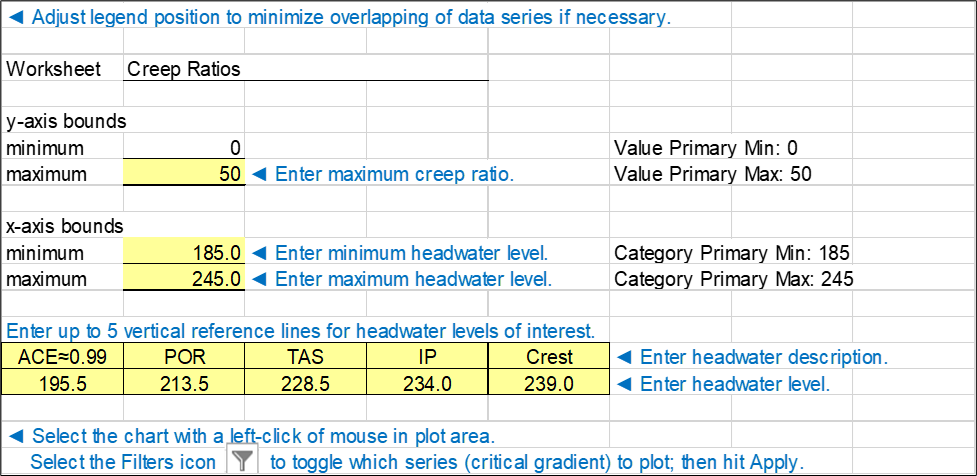 ◄ Adjust legend position to minimize overlapping of data series if necessary.
Worksheet Creep Ratios
y-axis bounds
minimum 0 Value Primary Min: 0
maximum 50 ◄ Enter maximum creep ratio. Value Primary Max: 50
x-axis bounds
minimum 185.0 ◄ Enter minimum headwater level. Category Primary Min: 185
maximum 245.0 ◄ Enter maximum headwater level. Category Primary Max: 245
Enter up to 5 vertical reference lines for headwater levels of interest.
ACE≈0.99 POR TAS IP Crest ◄ Enter headwater description.
195.5 213.5 228.5 234.0 239.0 ◄ Enter headwater level.
◄ Select the chart with a left-click of mouse in plot area.
Select the Filters icon to toggle which series (critical gradient) to plot; then hit Apply.